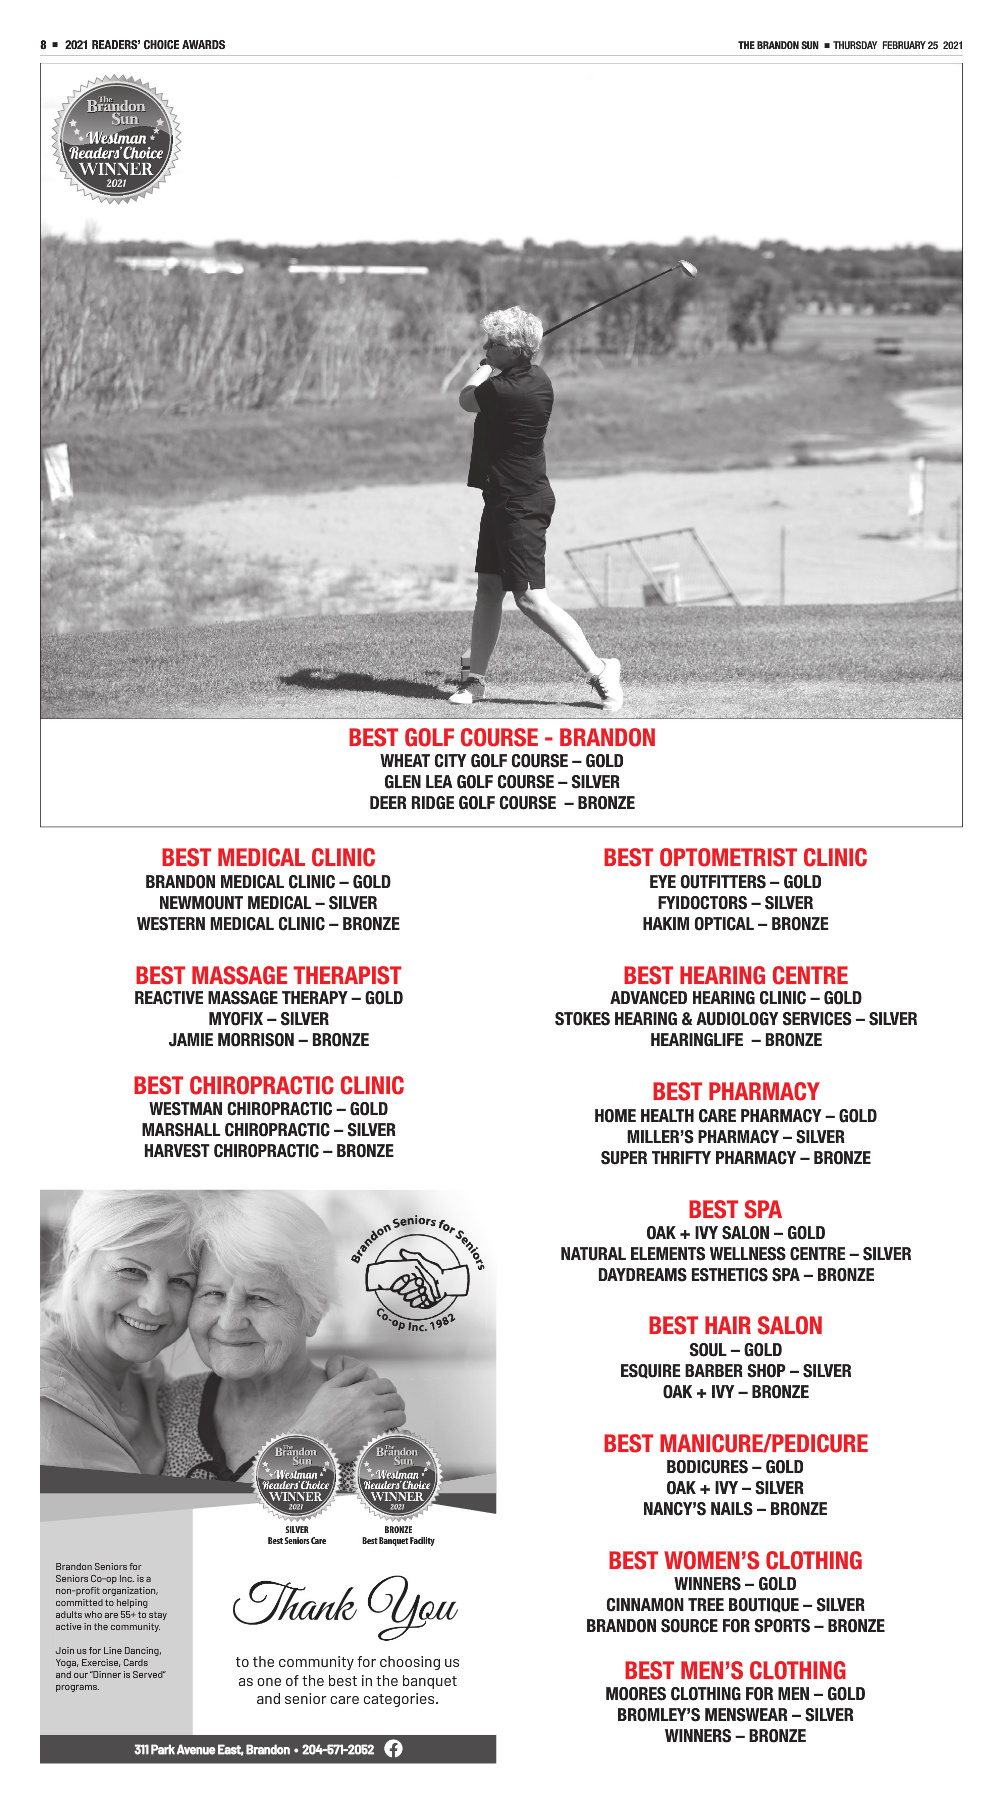 8 ■ 2021 READERS' CHOICE AWARDS
THE BRANDON SUN ■ THURSDAY FEBRUARY 25 2021
The
Brandon
Sun
Westman
Readers' Choice
WINNER
2021
BEST GOLF COURSE - BRANDON
WHEAT CITY GOLF COURSE – GOLD
GLEN LEA GOLF COURSE – SILVER
DEER RIDGE GOLF COURSE – BRONZE
BEST MEDICAL CLINIC
BRANDON MEDICAL CLINIC – GOLD
NEWMOUNT MEDICAL – SILVER
WESTERN MEDICAL CLINIC – BRONZE
BEST MASSAGE THERAPIST
REACTIVE MASSAGE THERAPY – GOLD
MYOFIX – SILVER
JAMIE MORRISON – BRONZE
BEST CHIROPRACTIC CLINIC
WESTMAN CHIROPRACTIC – GOLD
MARSHALL CHIROPRACTIC – SILVER
HARVEST CHIROPRACTIC – BRONZE
Brandon Seniors for Seniors
Co-op Inc. 1982
The
Brandon
Sun
Westman
Readers' Choice
WINNER
2021
SILVER
Best Seniors Care
The
Brandon
Sun
Westman
Readers' Choice
WINNER
2021
BRONZE
Best Banquet Facility
Brandon Seniors for
Seniors Co-op Inc. is a
non-profit organization,
committed to helping
adults who are 55+ to stay
active in the community.
Join us for Line Dancing,
Yoga, Exercise, Cards
and our "Dinner is Served"
programs.
Thank You
to the community for choosing us
as one of the best in the banquet
and senior care categories.
311 Park Avenue East, Brandon • 204-571-2052
BEST OPTOMETRIST CLINIC
EYE OUTFITTERS – GOLD
FYIDOCTORS – SILVER
HAKIM OPTICAL – BRONZE
BEST HEARING CENTRE
ADVANCED HEARING CLINIC – GOLD
STOKES HEARING & AUDIOLOGY SERVICES – SILVER
HEARINGLIFE – BRONZE
BEST PHARMACY
HOME HEALTH CARE PHARMACY – GOLD
MILLER'S PHARMACY – SILVER
SUPER THRIFTY PHARMACY – BRONZE
BEST SPA
OAK + IVY SALON – GOLD
NATURAL ELEMENTS WELLNESS CENTRE – SILVER
DAYDREAMS ESTHETICS SPA – BRONZE
BEST HAIR SALON
SOUL – GOLD
ESQUIRE BARBER SHOP – SILVER
OAK + IVY – BRONZE
BEST MANICURE/PEDICURE
BODICURES – GOLD
OAK + IVY – SILVER
NANCY'S NAILS – BRONZE
BEST WOMEN'S CLOTHING
WINNERS – GOLD
CINNAMON TREE BOUTIQUE – SILVER
BRANDON SOURCE FOR SPORTS – BRONZE
BEST MEN'S CLOTHING
MOORES CLOTHING FOR MEN – GOLD
BROMLEY'S MENSWEAR – SILVER
WINNERS – BRONZE